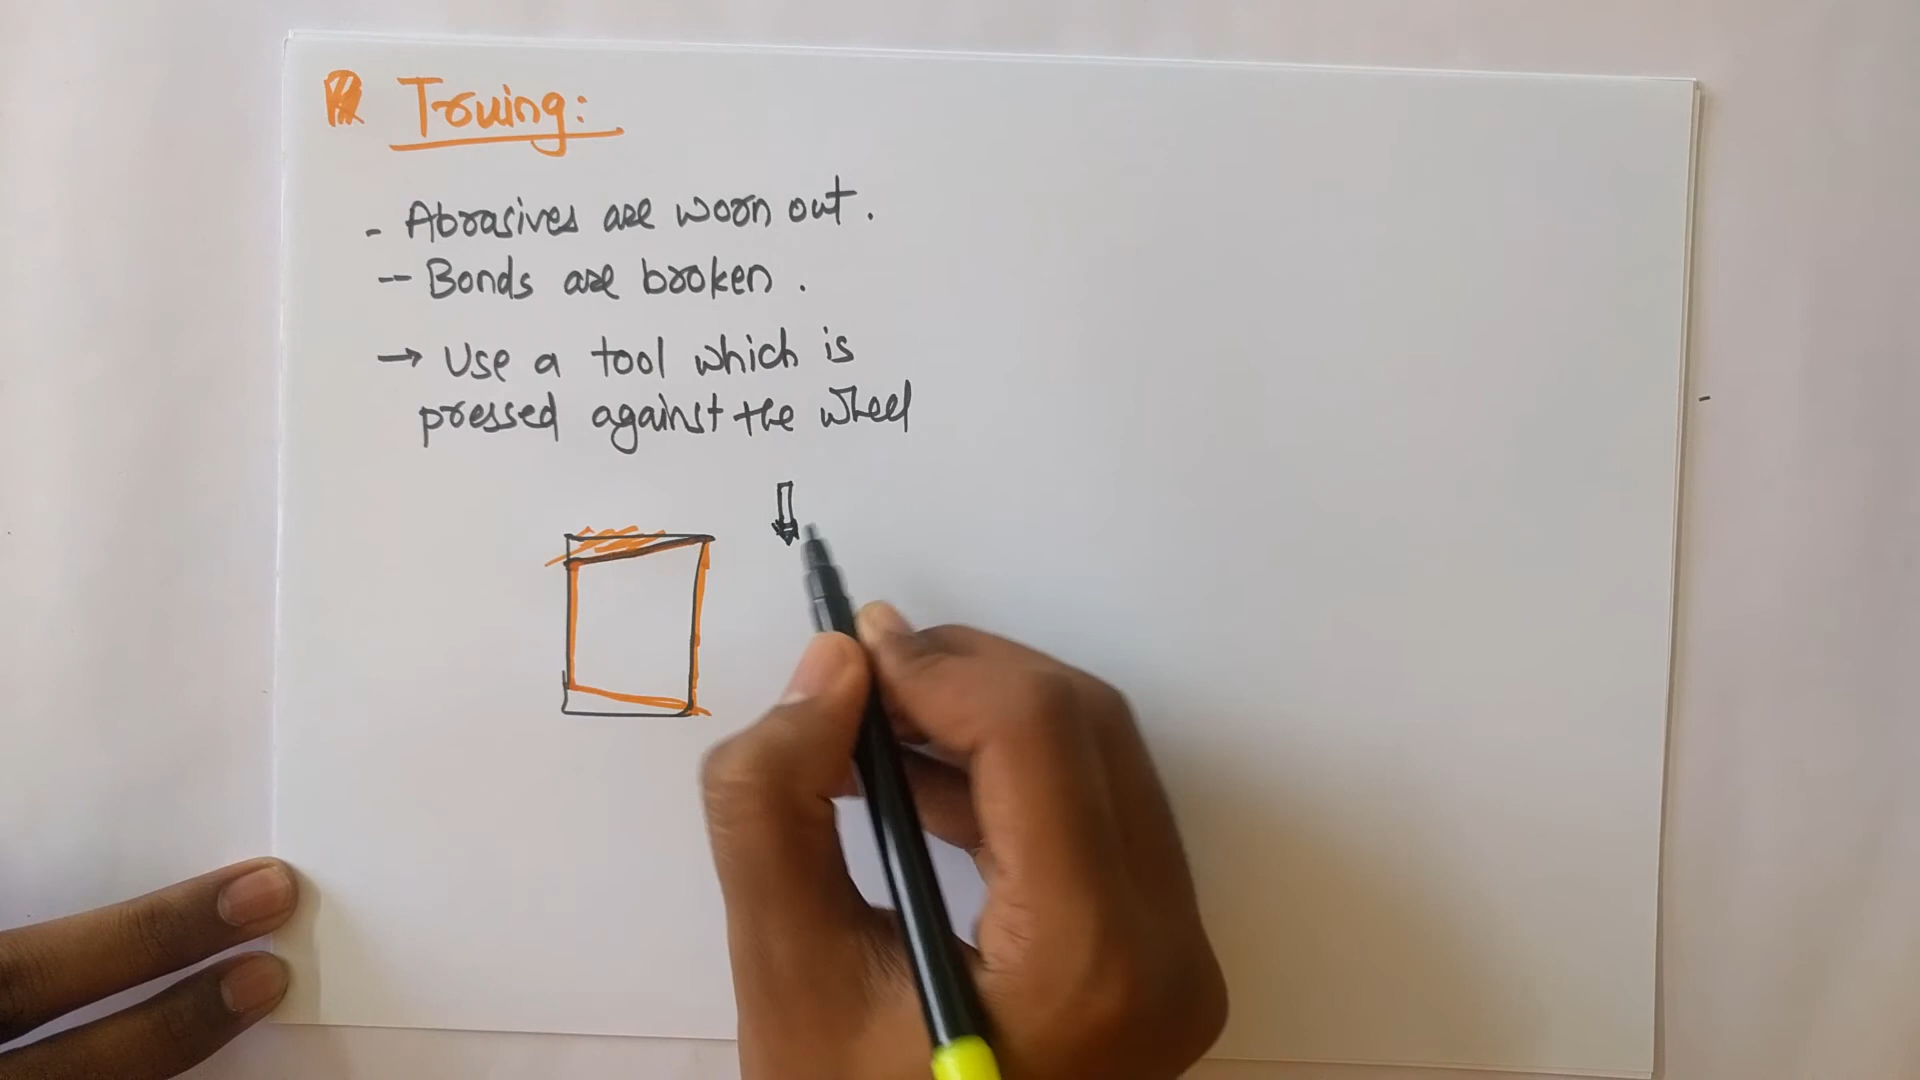 Truing:
- Abrasives are worn out.
- Bonds are broken.
→ Use a tool which is
pressed against the wheel